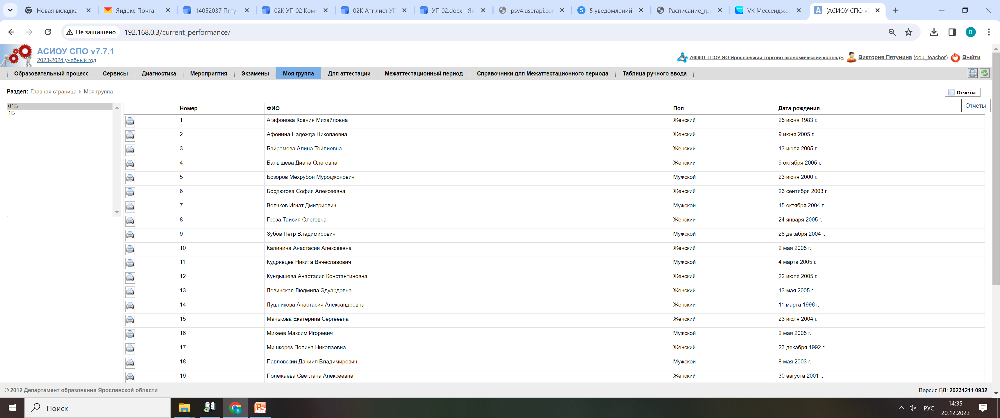 Новая вкладка
Яндекс Почта
14052037 Пяту
02К УП 02 Ком
02К Атт лист УГ
УП 02.docx - Ян
psv4.userapi.co
5 5 уведомлений
Расписание_гр
VK Мессендже
A [АСИОУ СПО v
Не защищено 192.168.0.3/current_performance/ B
АСИОУ СПО v7.7.1
2023-2024 учебный год
760901-ГПОУ ЯО Ярославский торгово-экономический колледж Виктория Пятунина (oou_teacher) Выйти
Образовательный процесс Сервисы Диагностика Мероприятия Экзамены Моя группа Для аттестации Межаттестационный период Справочники для Межаттестационного периода Таблица ручного ввода
Раздел: Главная страница Моя группа
Отчеты
Отчеты
01Б
1Б
Номер ФИО Пол Дата рождения
1 Агафонова Ксения Михайловна Женский 25 июня 1983 г.
2 Афонина Надежда Николаевна Женский 9 июня 2005 г.
3 Байрамова Алина Тойлиевна Женский 13 июля 2005 г.
4 Балышева Диана Олеговна Женский 9 октября 2005 г.
5 Бозоров Мехрубон Муроджонович Мужской 23 июня 2000 г.
6 Бордюгова София Алексеевна Женский 26 сентября 2003 г.
7 Волчков Игнат Дмитриевич Мужской 15 октября 2004 г.
8 Гроза Таисия Олеговна Женский 24 января 2005 г.
9 Зубов Петр Владимирович Мужской 28 декабря 2004 г.
10 Калинина Анастасия Алексеевна Женский 2 мая 2005 г.
11 Кудрявцев Никита Вячеславович Мужской 4 марта 2005 г.
12 Кундышева Анастасия Константиновна Женский 22 июля 2005 г.
13 Левинская Людмила Эдуардовна Женский 13 мая 2005 г.
14 Лушникова Анастасия Александровна Женский 11 марта 1996 г.
15 Манькова Екатерина Сергеевна Женский 23 июля 2004 г.
16 Михеев Максим Игоревич Мужской 2 мая 2005 г.
17 Мишкорез Полина Николаевна Женский 23 декабря 1992 г.
18 Павловский Даниил Владимирович Мужской 8 мая 2003 г.
19 Полежаева Светлана Алексеевна Женский 30 августа 2001 г.
© 2012 Департамент образования Ярославской области Версия БД: 20231211 0932
Поиск
РУС
14:35
20.12.2023